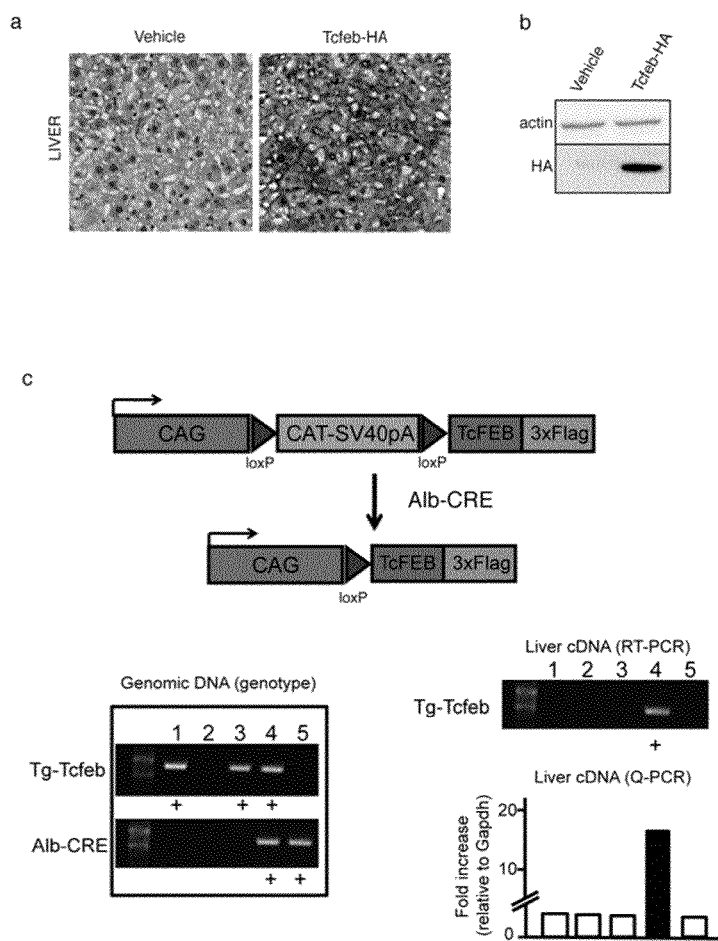 a
Vehicle
Tcfeb-HA
LIVER
b
Vehicle
Tcfeb-HA
actin
HA
c
CAG
CAT-SV40pA
TcFEB
3xFlag
loxP
loxP
Alb-CRE
CAG
TcFEB
3xFlag
loxP
Genomic DNA (genotype)
1 2 3 4 5
Tg-Tcfeb
+ + +
Alb-CRE
+ +
Liver cDNA (RT-PCR)
1 2 3 4 5
Tg-Tcfeb
+
Liver cDNA (Q-PCR)
Fold increase
(relative to Gapdh)
20
10
0